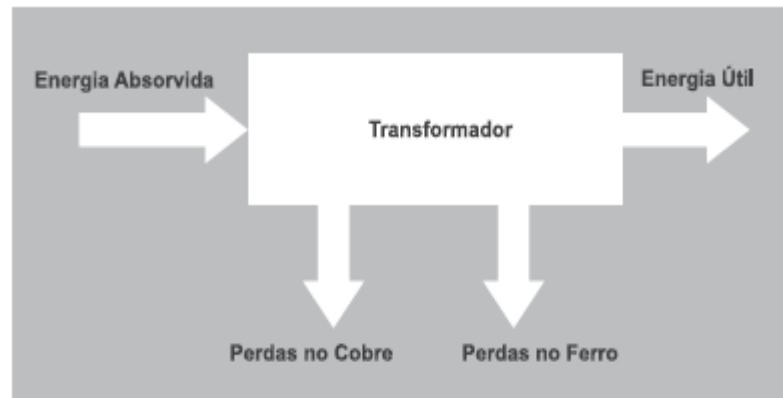 Energia Absorvida
Energia Útil
Transformador
Perdas no Cobre
Perdas no Ferro